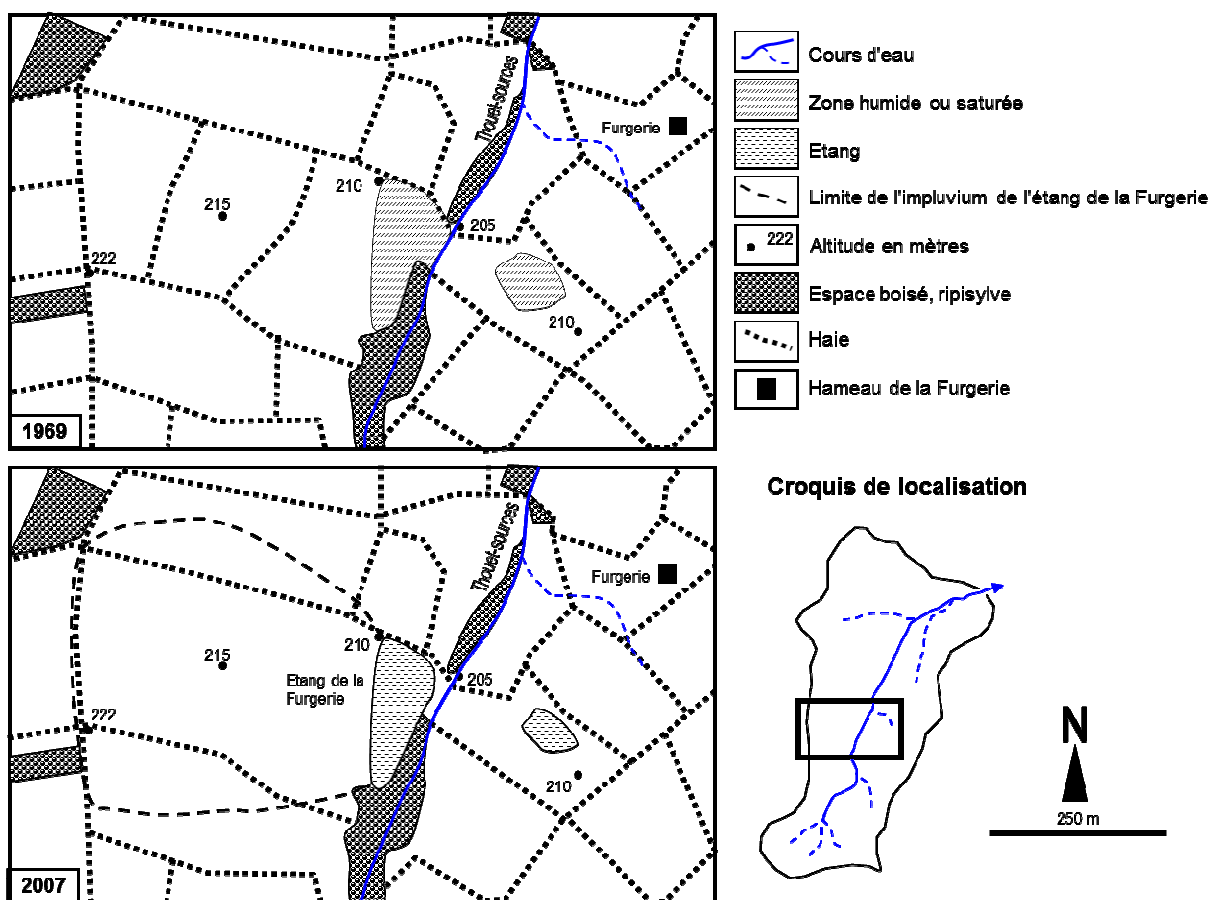 Thouet-sources
Furgerie
210
215
205
222
210
1969
Cours d'eau
Zone humide ou saturée
Etang
Limite de l'impluvium de l'étang de la Furgerie
222
Altitude en mètres
Espace boisé, ripisylve
Haie
Hameau de la Furgerie
Thouet-sources
Furgerie
210
215
Etang de la
Furgerie
205
222
210
2007
Croquis de localisation
N
250 m